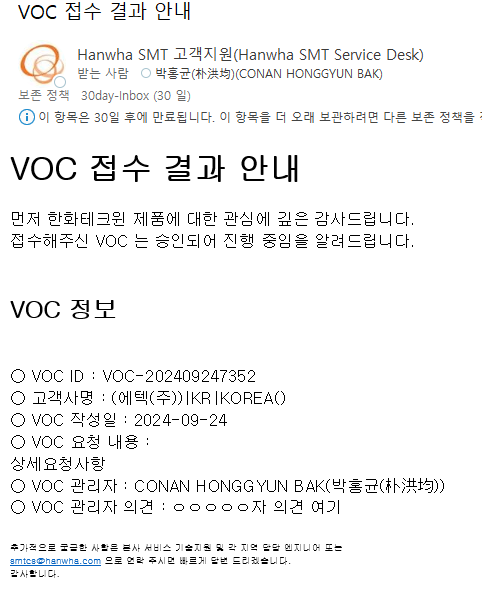 VOC 접수 결과 안내
Hanwha SMT 고객지원(Hanwha SMT Service Desk)
받는 사람 박홍균(朴洪均)(CONAN HONGGYUN BAK)
보존 정책 30day-Inbox (30 일)
이 항목은 30일 후에 만료됩니다. 이 항목을 더 오래 보관하려면 다른 보존 정책을
VOC 접수 결과 안내
먼저 한화테크윈 제품에 대한 관심에 깊은 감사드립니다.
접수해주신 VOC 는 승인되어 진행 중임을 알려드립니다.
VOC 정보
○ VOC ID : VOC-202409247352
○ 고객사명 : (에텍(주))|KR|KOREA()
○ VOC 작성일 : 2024-09-24
○ VOC 요청 내용 :
상세요청사항
○ VOC 관리자 : CONAN HONGGYUN BAK(박홍균(朴洪均))
○ VOC 관리자 의견 : ㅇㅇㅇㅇㅇ자 의견 여기
추가적으로 궁금한 사항은 본사 서비스 기술지원 및 각 지역 담당 엔지니어 또는
smtcs@hanwha.com 으로 연락 주시면 빠르게 답변 드리겠습니다.
감사합니다.